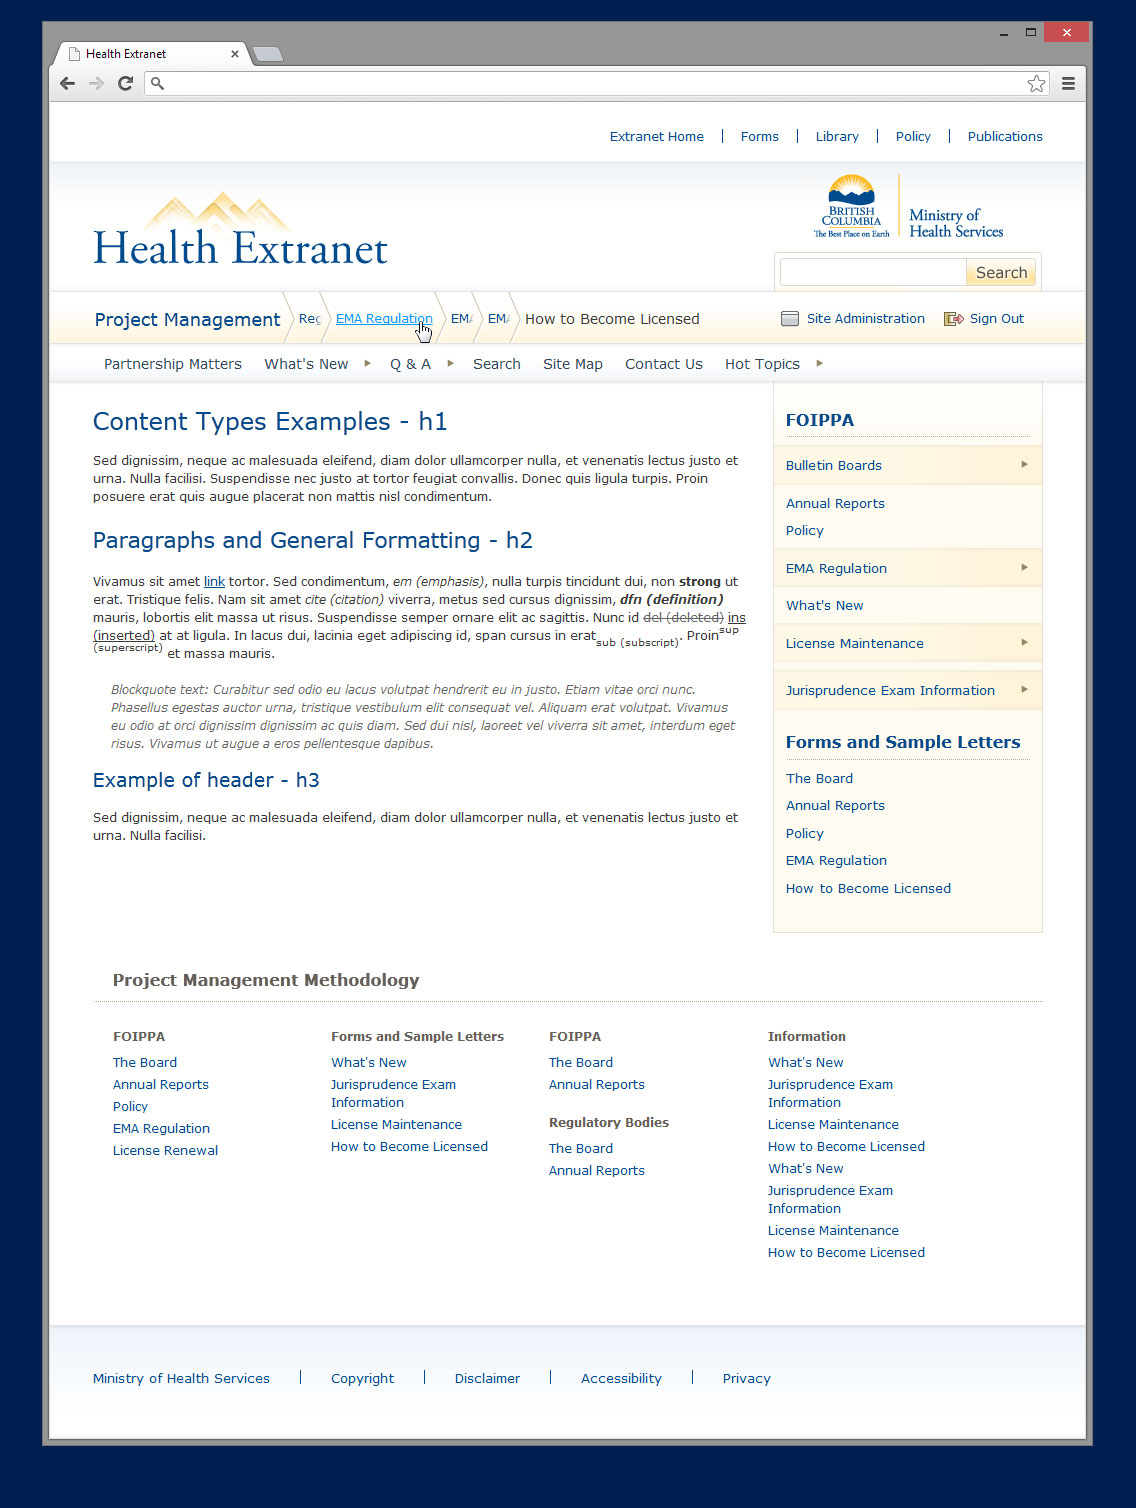 Health Extranet
Extranet Home
Forms
Library
Policy
Publications
Health Extranet
BRITISH
COLUMBIA
The Best Place on Earth
Ministry of
Health Services
Search
Project Management
Reg
EMA Regulation
EMA
EMA
How to Become Licensed
Site Administration
Sign Out
Partnership Matters
What's New
Q & A
Search
Site Map
Contact Us
Hot Topics
Content Types Examples - h1
Sed dignissim, neque ac malesuada eleifend, diam dolor ullamcorper nulla, et venenatis lectus justo et
urna. Nulla facilisi. Suspendisse nec justo at tortor feugiat convallis. Donec quis ligula turpis. Proin
posuere erat quis augue placerat non mattis nisl condimentum.
Paragraphs and General Formatting - h2
Vivamus sit amet link tortor. Sed condimentum, em (emphasis), nulla turpis tincidunt dui, non strong ut
erat. Tristique felis. Nam sit amet cite (citation) viverra, metus sed cursus dignissim, dfn (definition)
mauris, lobortis elit massa ut risus. Suspendisse semper ornare elit ac sagittis. Nunc id del (deleted) ins
(inserted) at at ligula. In lacus dui, lacinia eget adipiscing id, span cursus in erat sub (subscript). Proin sup
(superscript) et massa mauris.
Blockquote text: Curabitur sed odio eu lacus volutpat hendrerit eu in justo. Etiam vitae orci nunc.
Phasellus egestas auctor urna, tristique vestibulum elit consequat vel. Aliquam erat volutpat. Vivamus
eu odio at orci dignissim dignissim ac quis diam. Sed dui nisl, laoreet vel viverra sit amet, interdum eget
risus. Vivamus ut augue a eros pellentesque dapibus.
Example of header - h3
Sed dignissim, neque ac malesuada eleifend, diam dolor ullamcorper nulla, et venenatis lectus justo et
urna. Nulla facilisi.
FOIPPA
Bulletin Boards
Annual Reports
Policy
EMA Regulation
What's New
License Maintenance
Jurisprudence Exam Information
Forms and Sample Letters
The Board
Annual Reports
Policy
EMA Regulation
How to Become Licensed
Project Management Methodology
FOIPPA
The Board
Annual Reports
Policy
EMA Regulation
License Renewal
Forms and Sample Letters
What's New
Jurisprudence Exam
Information
License Maintenance
How to Become Licensed
FOIPPA
The Board
Annual Reports
Regulatory Bodies
The Board
Annual Reports
Information
What's New
Jurisprudence Exam
Information
License Maintenance
How to Become Licensed
What's New
Jurisprudence Exam
Information
License Maintenance
How to Become Licensed
Ministry of Health Services
Copyright
Disclaimer
Accessibility
Privacy